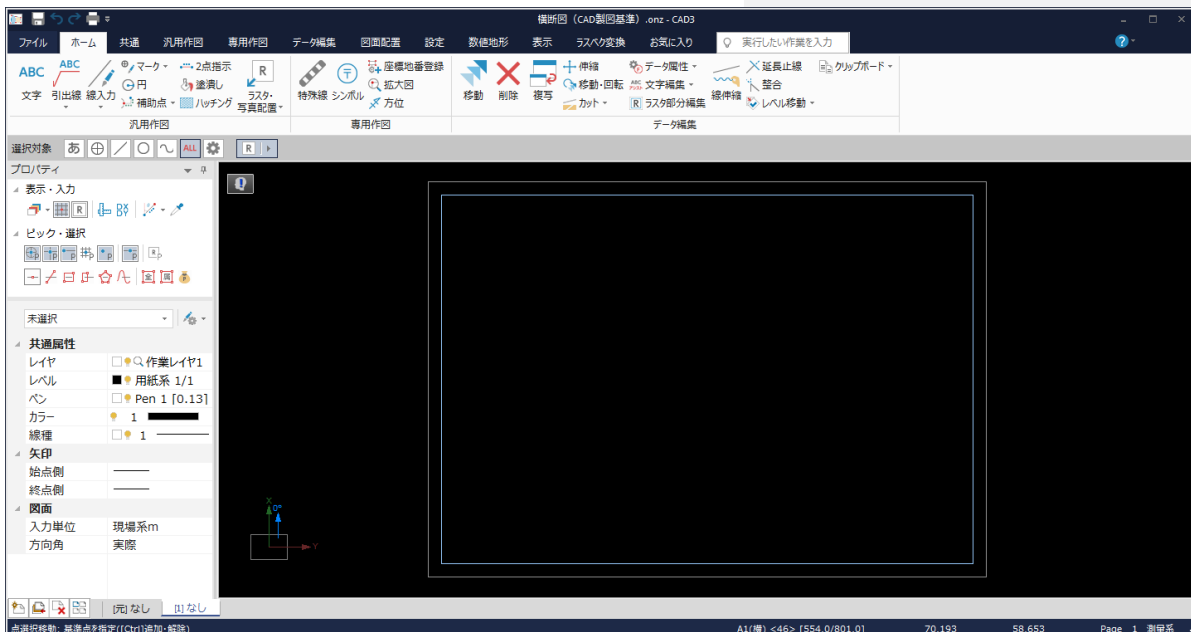 横断図（CAD製図基準）.onz - CAD3
ファイル ホーム 共通 汎用作図 専用作図 データ編集 図面配置 設定 数値地形 表示 ラスベク変換 お気に入り 実行したい作業を入力
ABC 文字
ABC 引出線
線入力
マーク
円
補助点
2点指示
塗潰し
ハッチング
R ラスタ・写真配置
汎用作図
特殊線
シンボル
座標地番登録
拡大図
方位
専用作図
移動
削除
複写
伸縮
移動・回転
カット
データ属性
文字編集
R ラスタ部分編集
線伸縮
延長止線
整合
レベル移動
クリップボード
データ編集
選択対象 あ ALL R
プロパティ
表示・入力
R
ピック・選択
未選択
共通属性
レイヤ 作業レイヤ1
レベル 用紙系 1/1
ペン Pen 1 [0.13]
カラー 1
線種 1
矢印
始点側
終点側
図面
入力単位 現場系m
方向角 実際
X
0°
Y
[元] なし [1] なし
点選択移動: 基準点を指定([Ctrl]追加・解除) A1(横) <46> [554.0/801.0] 70.193 58.653 Page 1 測量系